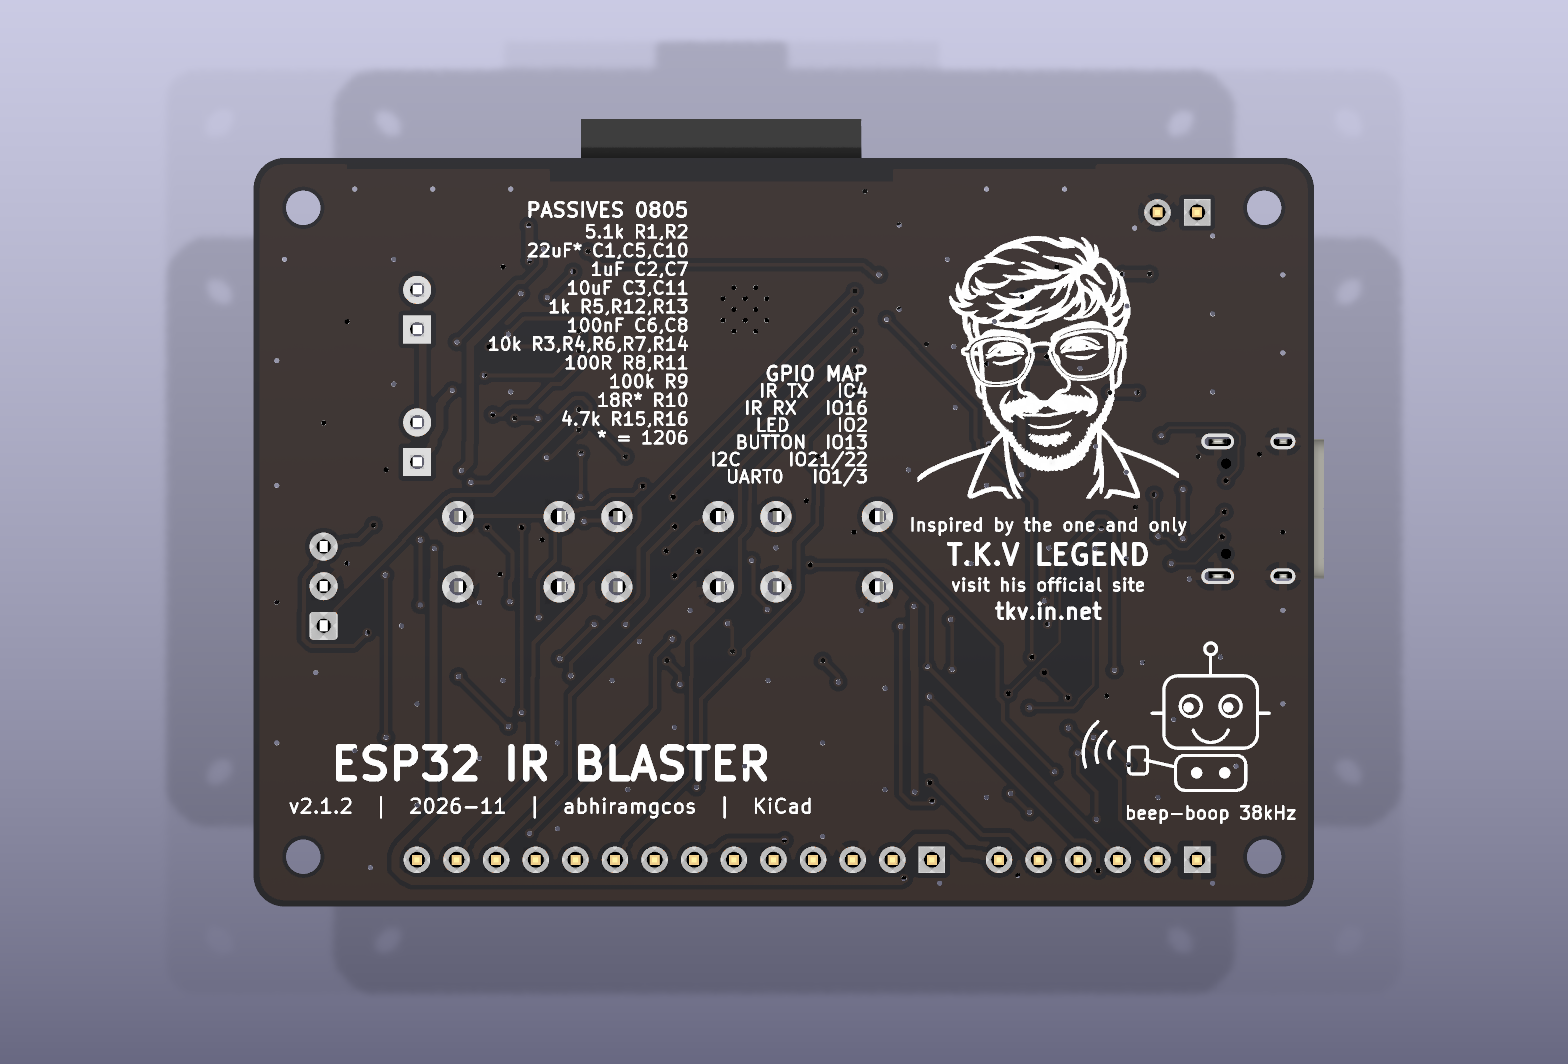 PASSIVES 0805
5.1k R1,R2
22uF* C1,C5,C10
1uF C2,C7
10uF C3,C11
1k R5,R12,R13
100nF C6,C8
10k R3,R4,R6,R7,R14
100R R8,R11
100k R9
18R* R10
4.7k R15,R16
* = 1206
GPIO MAP
IR TX IC4
IR RX IO16
LED IO2
BUTTON IO13
I2C IO21/22
UART0 IO1/3
Inspired by the one and only
T.K.V LEGEND
visit his official site
tkv.in.net
ESP32 IR BLASTER
v2.1.2 | 2026-11 | abhiramgcos | KiCad
beep-boop 38kHz